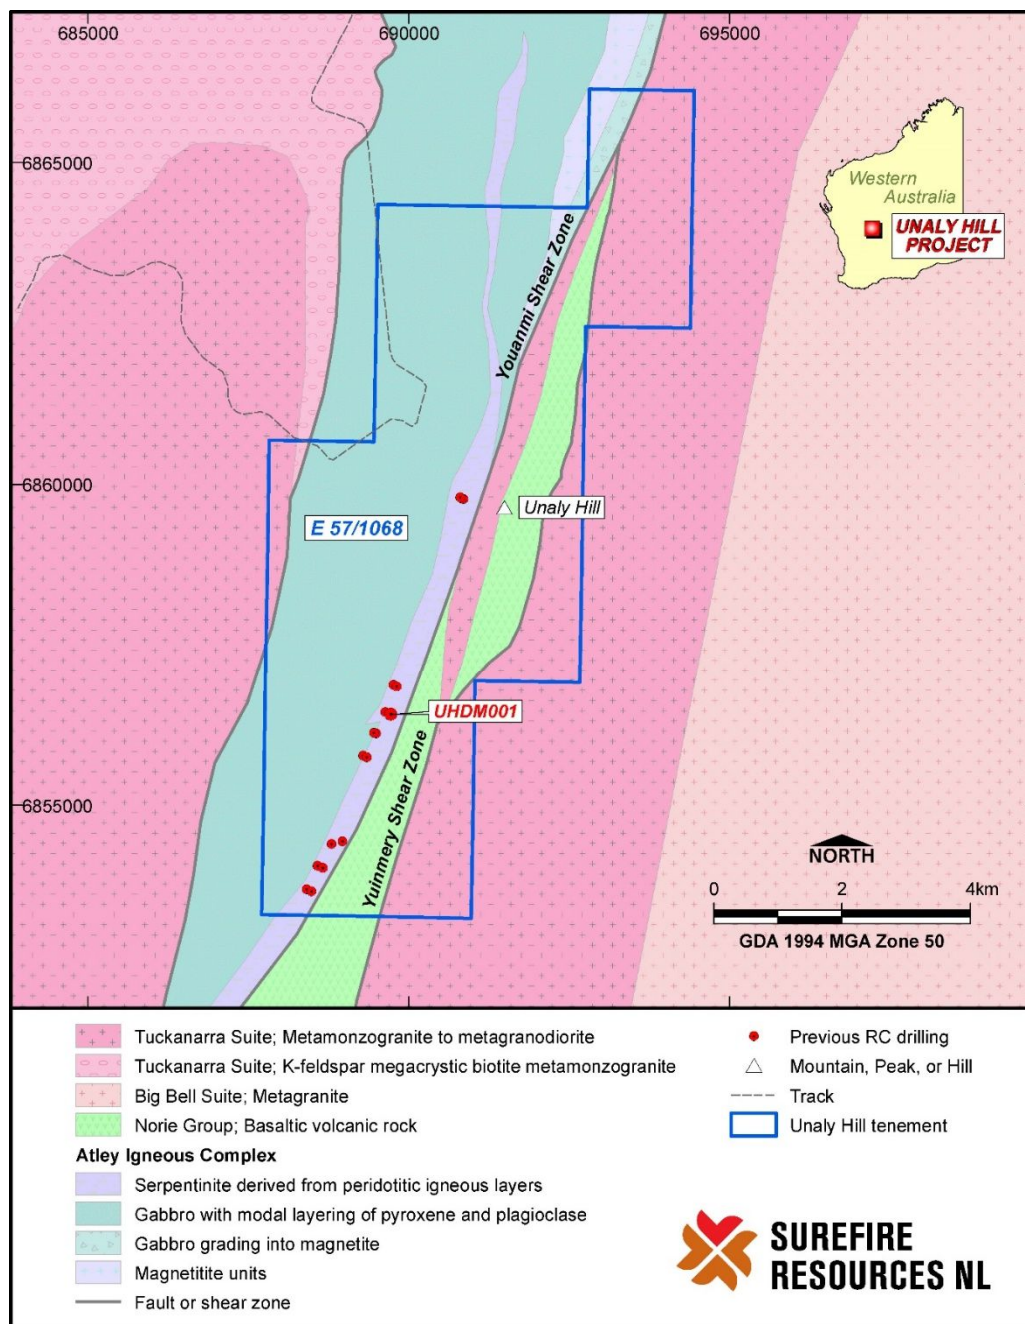 685000
690000
695000
6865000
Western
Australia
UNALY HILL
PROJECT
Youanmi Shear Zone
6860000
Unaly Hill
E 57/1068
UHDM001
Yuinmery Shear Zone
6855000
NORTH
0 2 4km
GDA 1994 MGA Zone 50
Tuckanarra Suite; Metamonzogranite to metagranodiorite
Tuckanarra Suite; K-feldspar megacrystic biotite metamonzogranite
Big Bell Suite; Metagranite
Norie Group; Basaltic volcanic rock
Atley Igneous Complex
Serpentinite derived from peridotitic igneous layers
Gabbro with modal layering of pyroxene and plagioclase
Gabbro grading into magnetite
Magnetitite units
Fault or shear zone
Previous RC drilling
Mountain, Peak, or Hill
Track
Unaly Hill tenement
SUREFIRE
RESOURCES NL